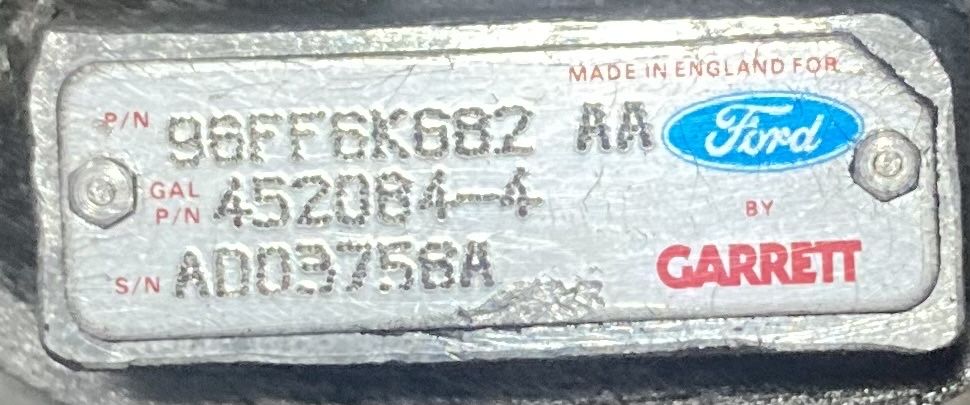 MADE IN ENGLAND FOR
P/N 96FF6K682 AA Ford
GAL P/N 452084-4
BY
S/N AD03756A GARRETT